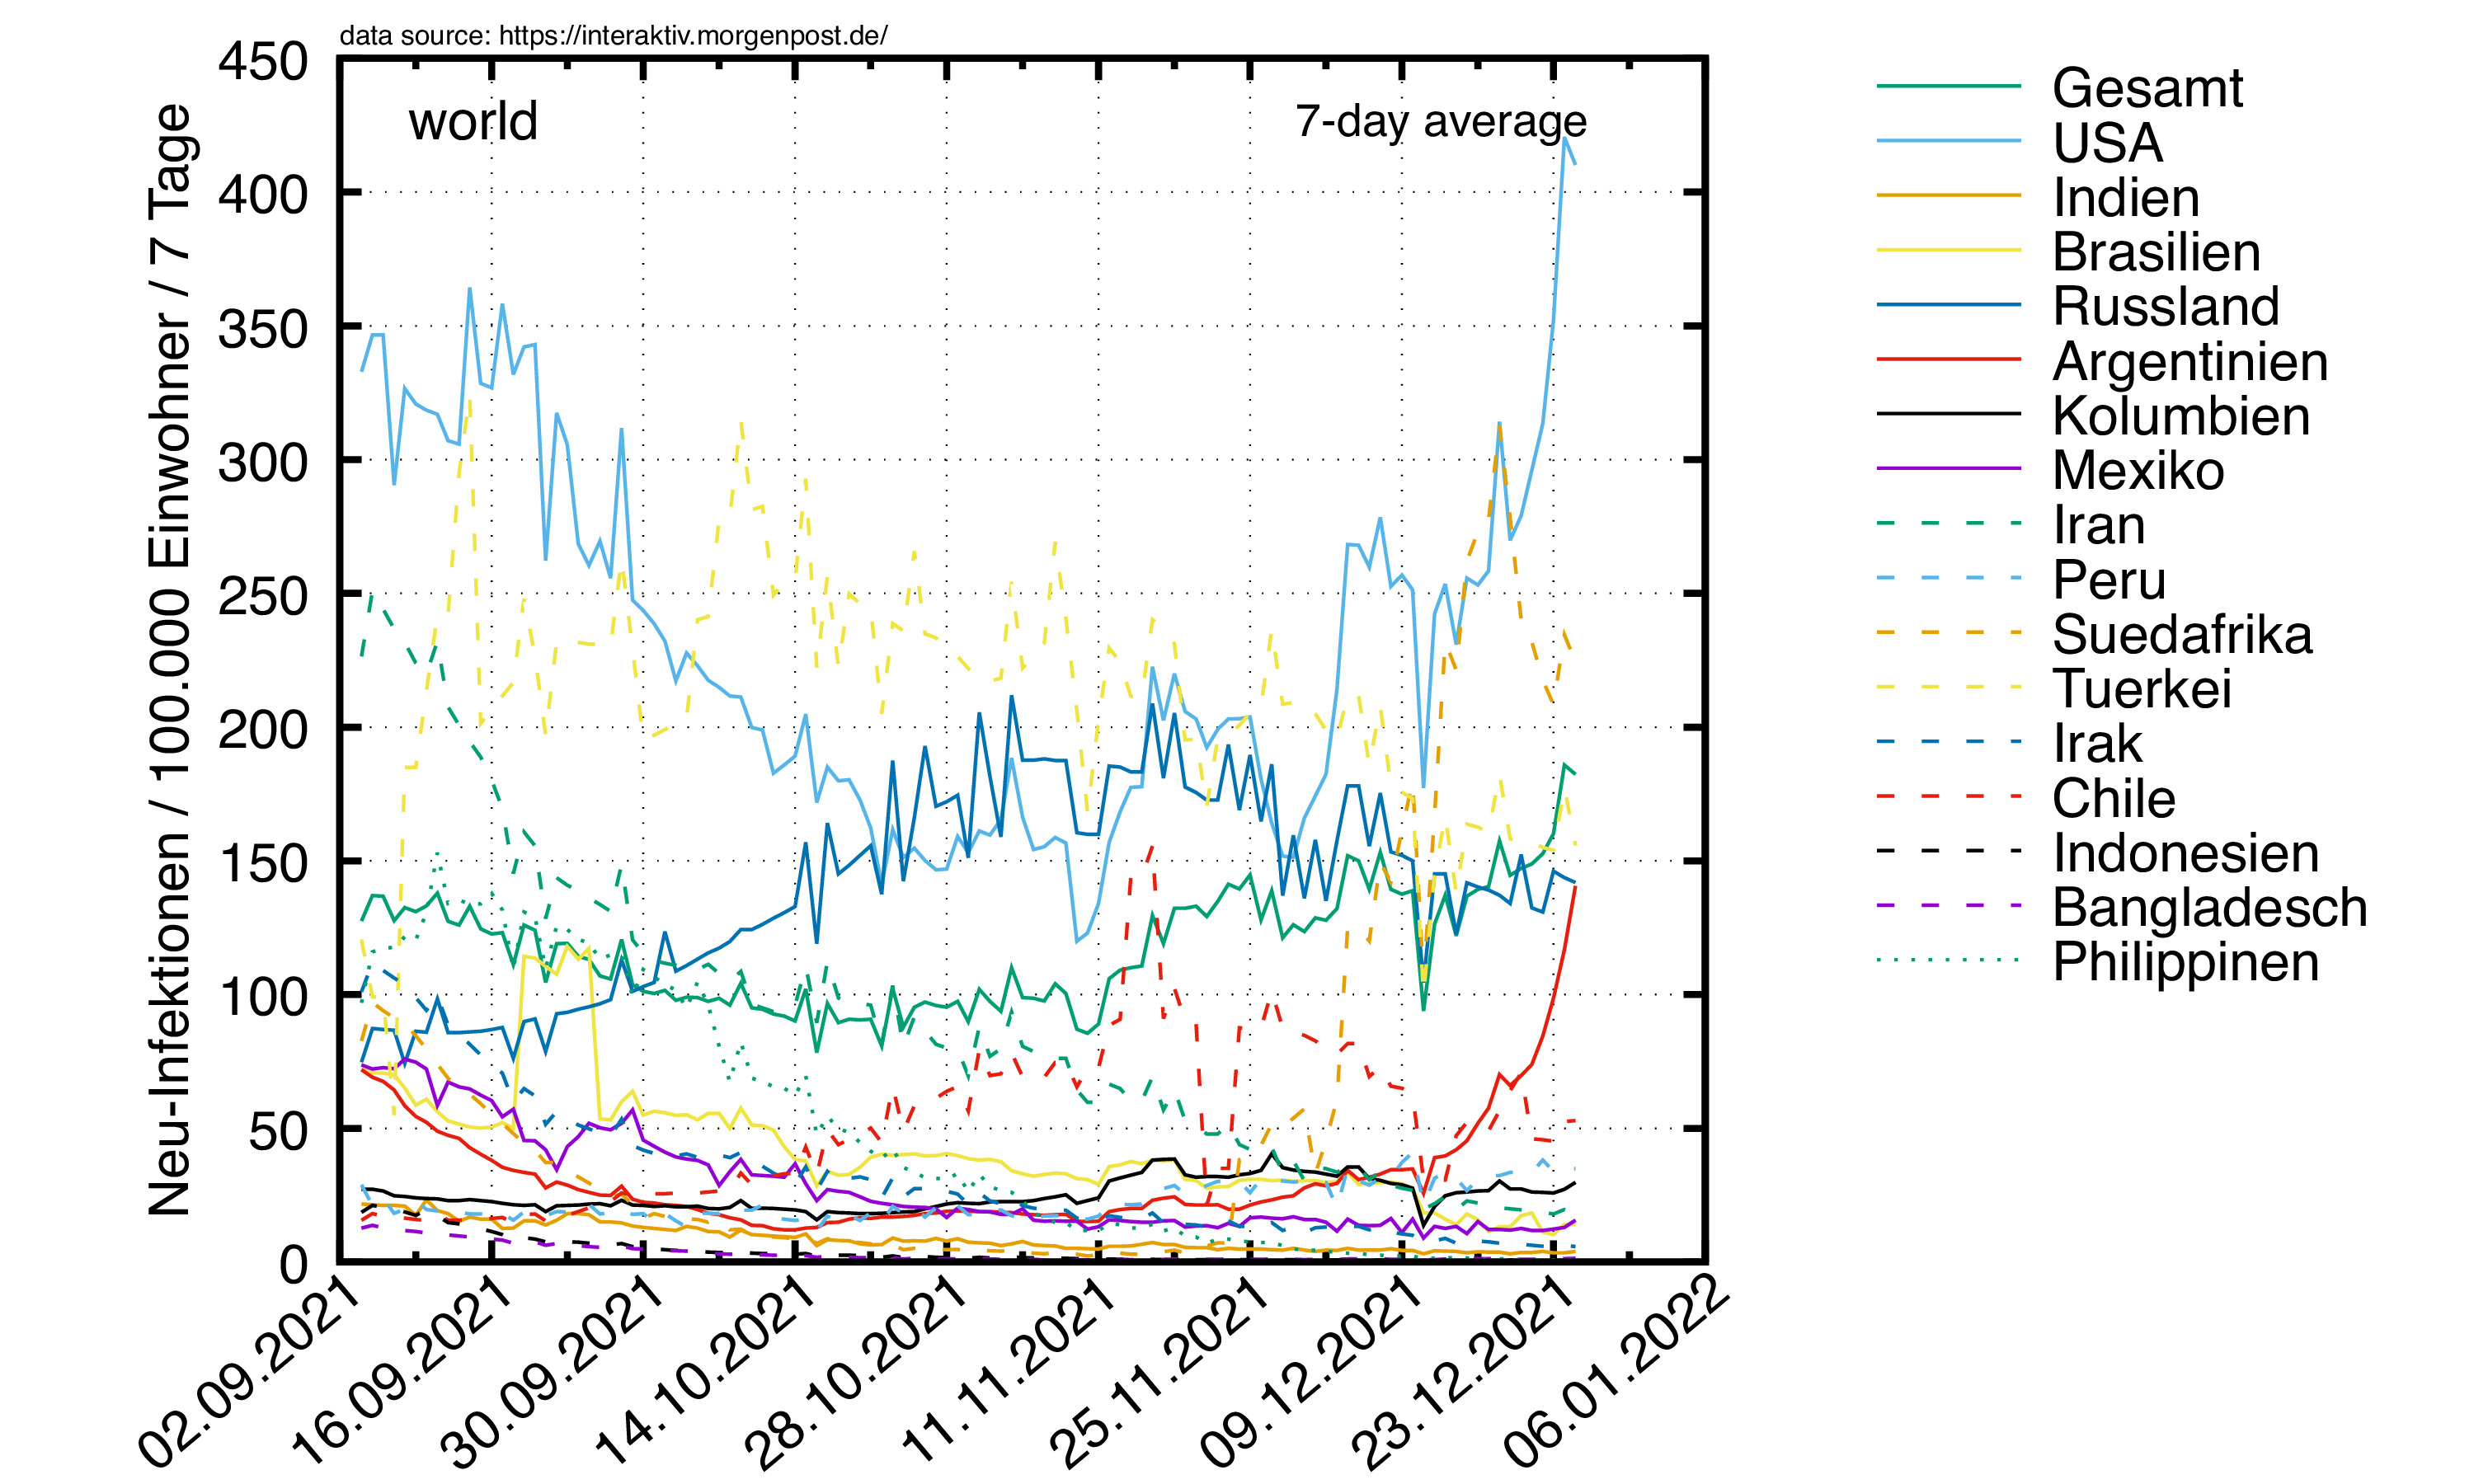 data source: https://interaktiv.morgenpost.de/
Neu-Infektionen / 100.000 Einwohner / 7 Tage
450
400
350
300
250
200
150
100
50
0
world
7-day average
02.09.2021
16.09.2021
30.09.2021
14.10.2021
28.10.2021
11.11.2021
25.11.2021
09.12.2021
23.12.2021
06.01.2022
Gesamt
USA
Indien
Brasilien
Russland
Argentinien
Kolumbien
Mexiko
Iran
Peru
Suedafrika
Tuerkei
Irak
Chile
Indonesien
Bangladesch
Philippinen